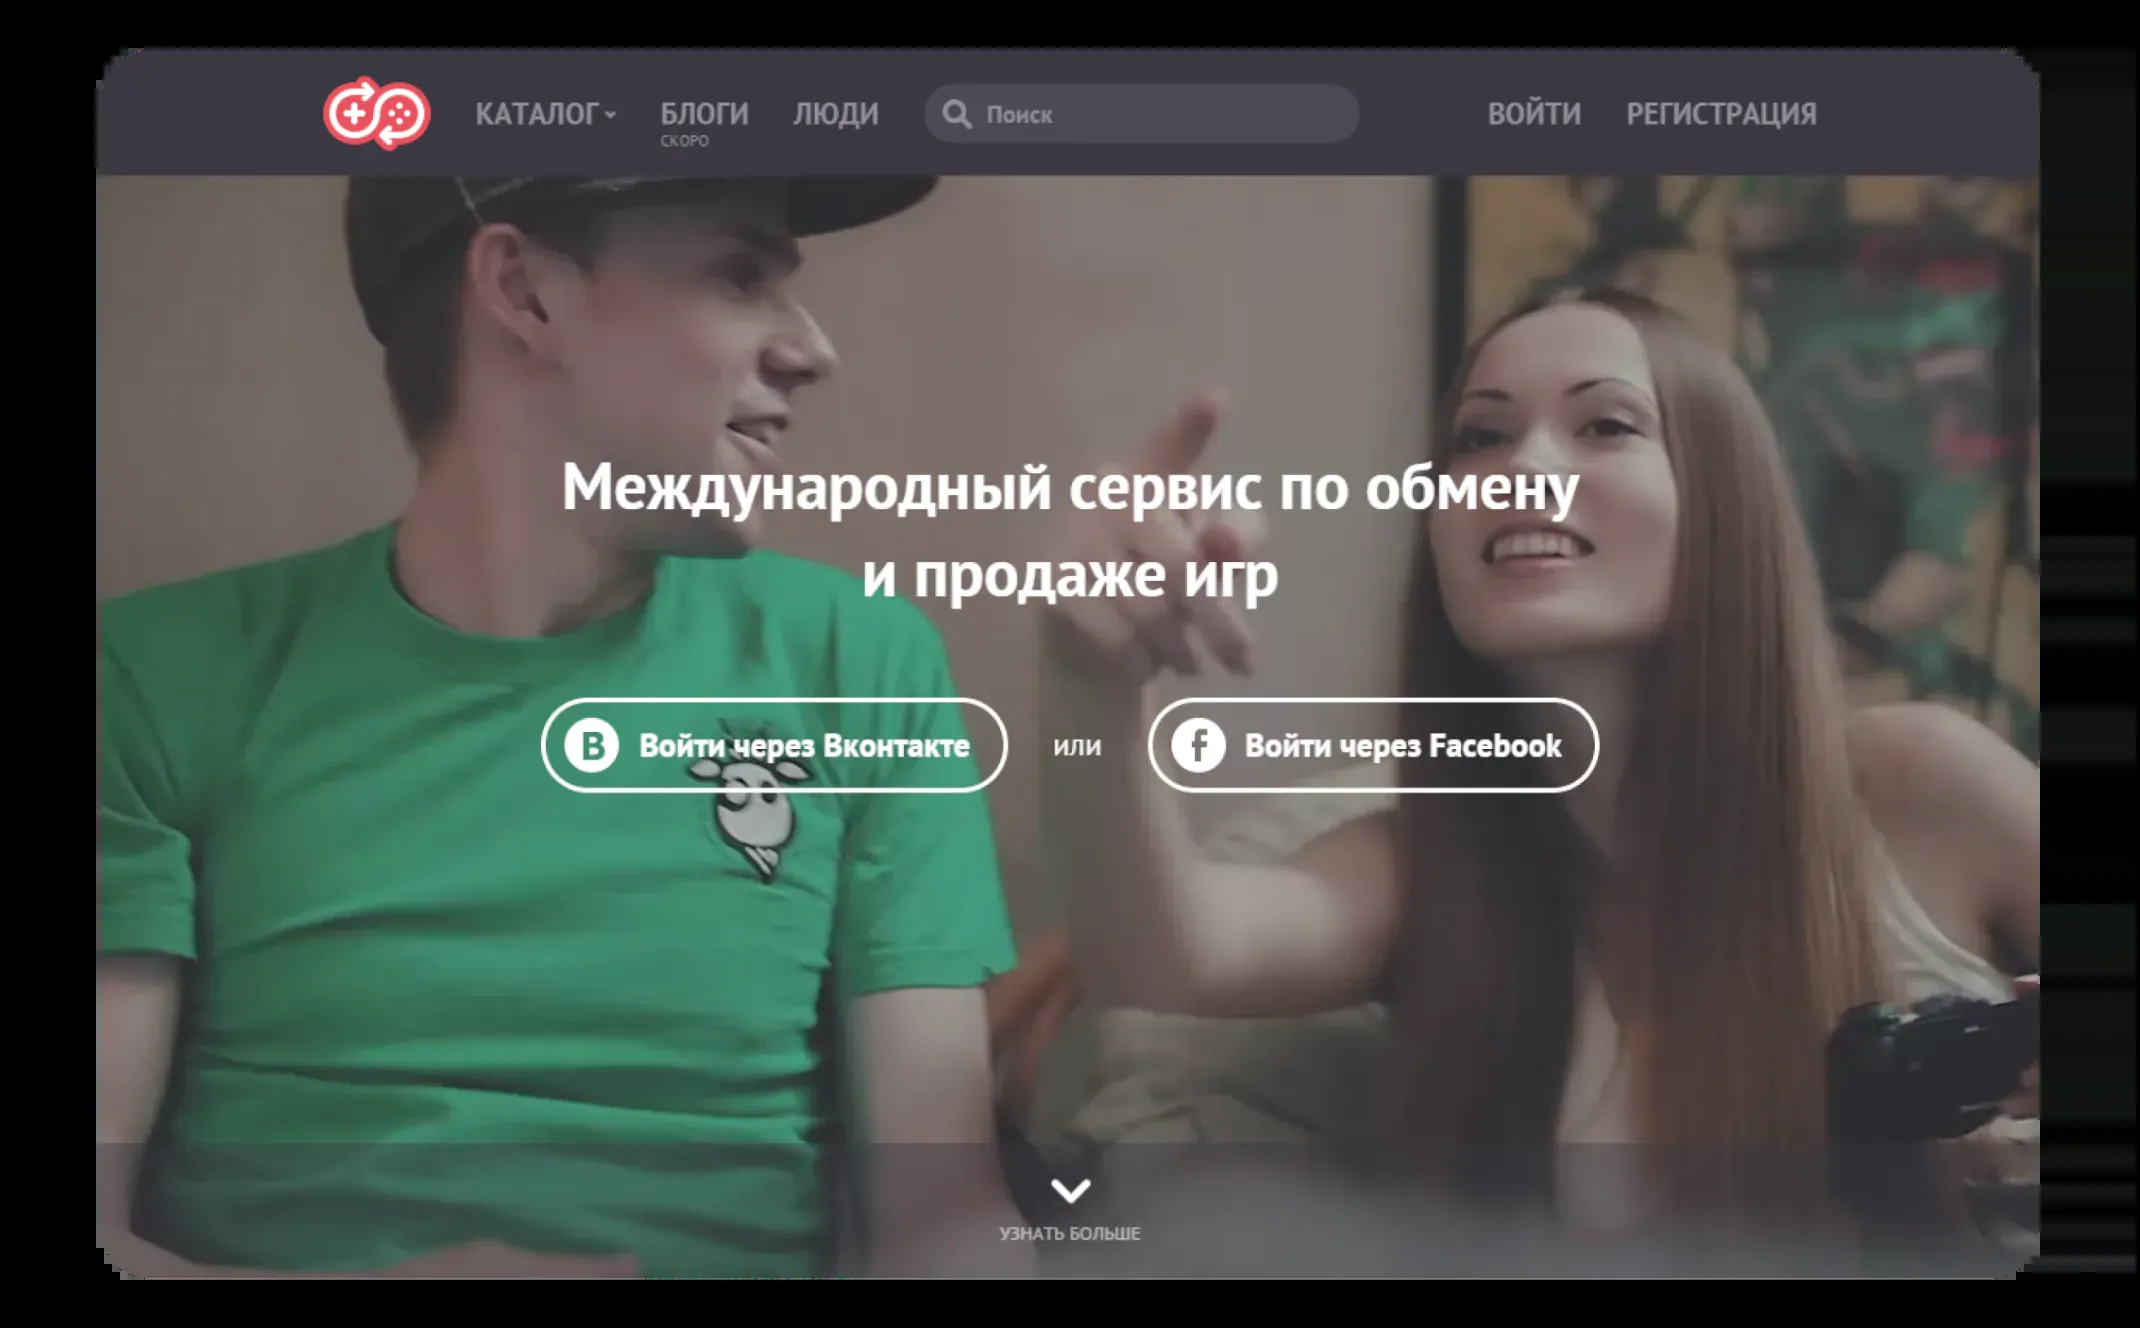 КАТАЛОГ
БЛОГИ
СКОРО
ЛЮДИ
Поиск
ВОЙТИ
РЕГИСТРАЦИЯ
Международный сервис по обмену
и продаже игр
В Войти через Вконтакте
или
f Войти через Facebook
УЗНАТЬ БОЛЬШЕ